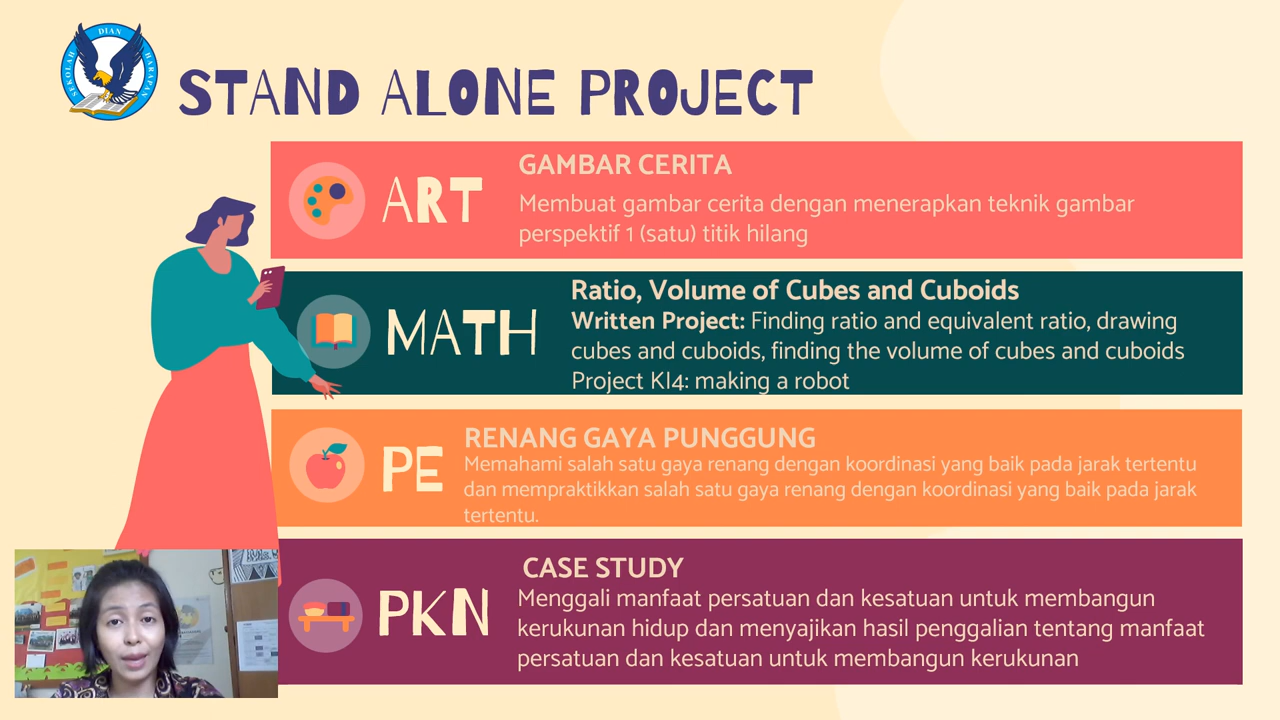 SEKOLAH DIAN HARAPAN
STAND ALONE PROJECT
ART
GAMBAR CERITA
Membuat gambar cerita dengan menerapkan teknik gambar
perspektif 1 (satu) titik hilang
MATH
Ratio, Volume of Cubes and Cuboids
Written Project: Finding ratio and equivalent ratio, drawing
cubes and cuboids, finding the volume of cubes and cuboids
Project KI4: making a robot
PE
RENANG GAYA PUNGGUNG
Memahami salah satu gaya renang dengan koordinasi yang baik pada jarak tertentu
dan mempraktikkan salah satu gaya renang dengan koordinasi yang baik pada jarak
tertentu.
PKN
CASE STUDY
Menggali manfaat persatuan dan kesatuan untuk membangun
kerukunan hidup dan menyajikan hasil penggalian tentang manfaat
persatuan dan kesatuan untuk membangun kerukunan